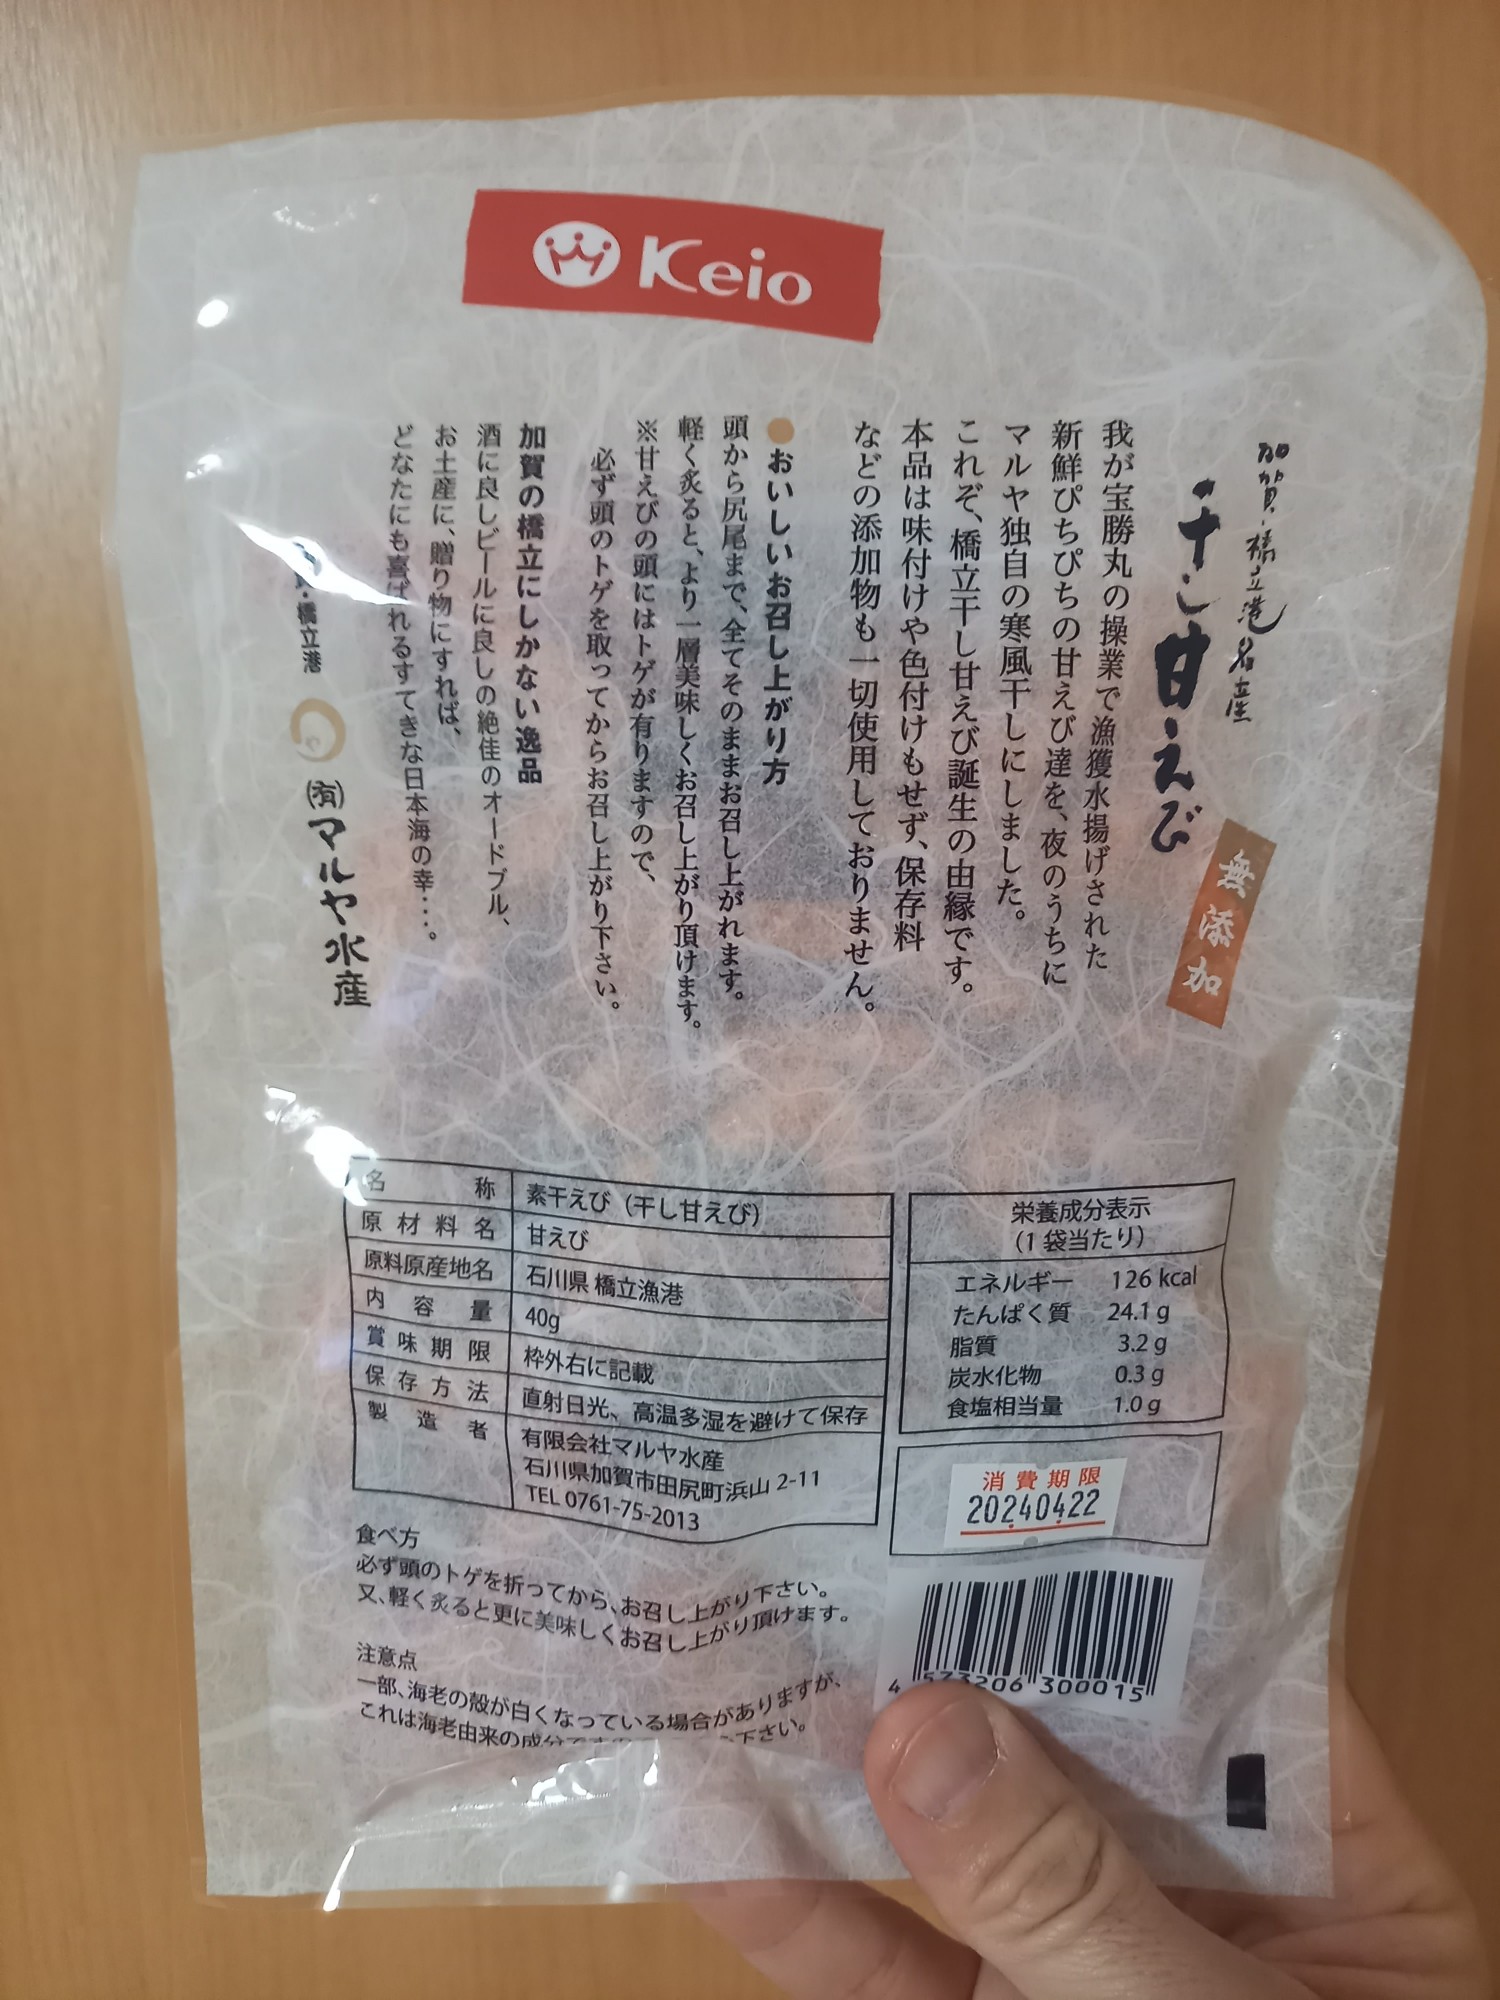 Keio
加賀・橋立港名産
干し甘えび
無添加
我が宝勝丸の操業で漁獲水揚げされた
新鮮ぴちぴちの甘えび達を、夜のうちに
マルヤ独自の寒風干しにしました。
これぞ、橋立干し甘えび誕生の由縁です。
本品は味付けや色付けもせず、保存料
などの添加物も一切使用しておりません。
●おいしいお召し上がり方
頭から尻尾まで、全てそのままお召し上がれます。
軽く炙ると、より一層美味しくお召し上がり頂けます。
※甘えびの頭にはトゲが有りますので、
必ず頭のトゲを取ってからお召し上がり下さい。
加賀の橋立にしかない逸品
酒に良しビールに良しの絶佳のオードブル、
お土産に、贈り物にすれば、
どなたにも喜ばれるすてきな日本海の幸…。
・橋立港
(有)マルヤ水産
名称 素干えび（干し甘えび）
原材料名 甘えび
原料原産地名 石川県 橋立漁港
内容量 40g
賞味期限 枠外右に記載
保存方法 直射日光、高温多湿を避けて保存
製造者 有限会社マルヤ水産
石川県加賀市田尻町浜山 2-11
TEL 0761-75-2013
栄養成分表示
（1 袋当たり）
エネルギー 126 kcal
たんぱく質 24.1 g
脂質 3.2 g
炭水化物 0.3 g
食塩相当量 1.0 g
消費期限
20240422
食べ方
必ず頭のトゲを折ってから、お召し上がり下さい。
又、軽く炙ると更に美味しくお召し上がり頂けます。
注意点
一部、海老の殻が白くなっている場合がありますが、
これは海老由来の成分です 下さい。
4 573206 300015